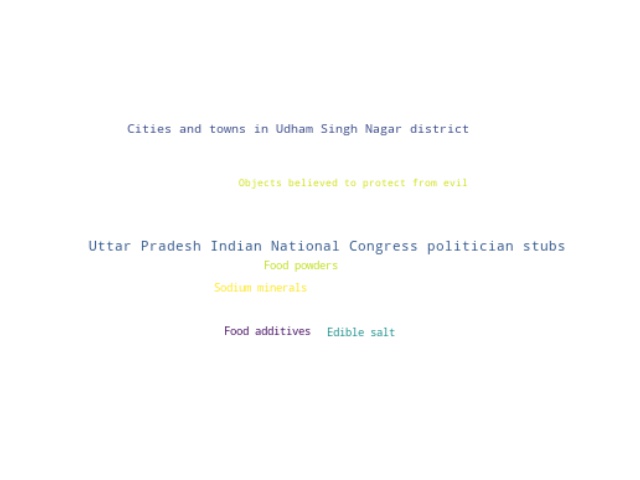 Cities and towns in Udham Singh Nagar district
Objects believed to protect from evil
Uttar Pradesh Indian National Congress politician stubs
Food powders
Sodium minerals
Food additives
Edible salt